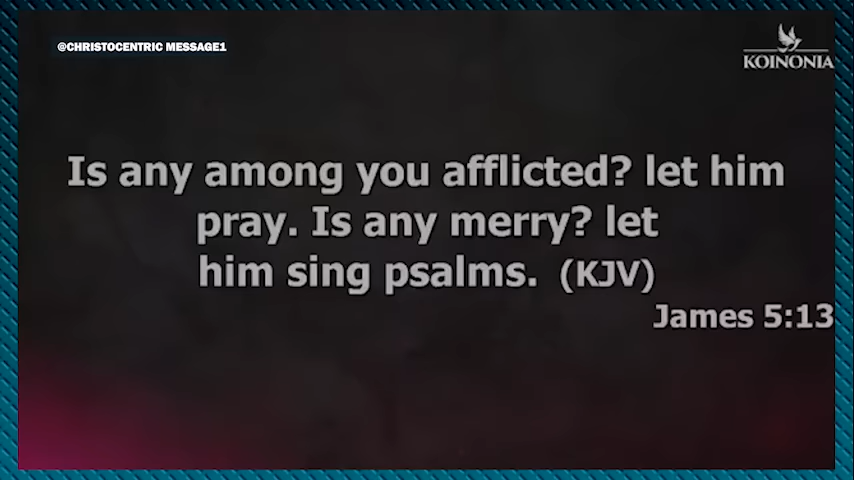 @CHRISTOCENTRIC MESSAGE1
KOINONIA
Is any among you afflicted? let him
pray. Is any merry? let
him sing psalms. (KJV)
James 5:13